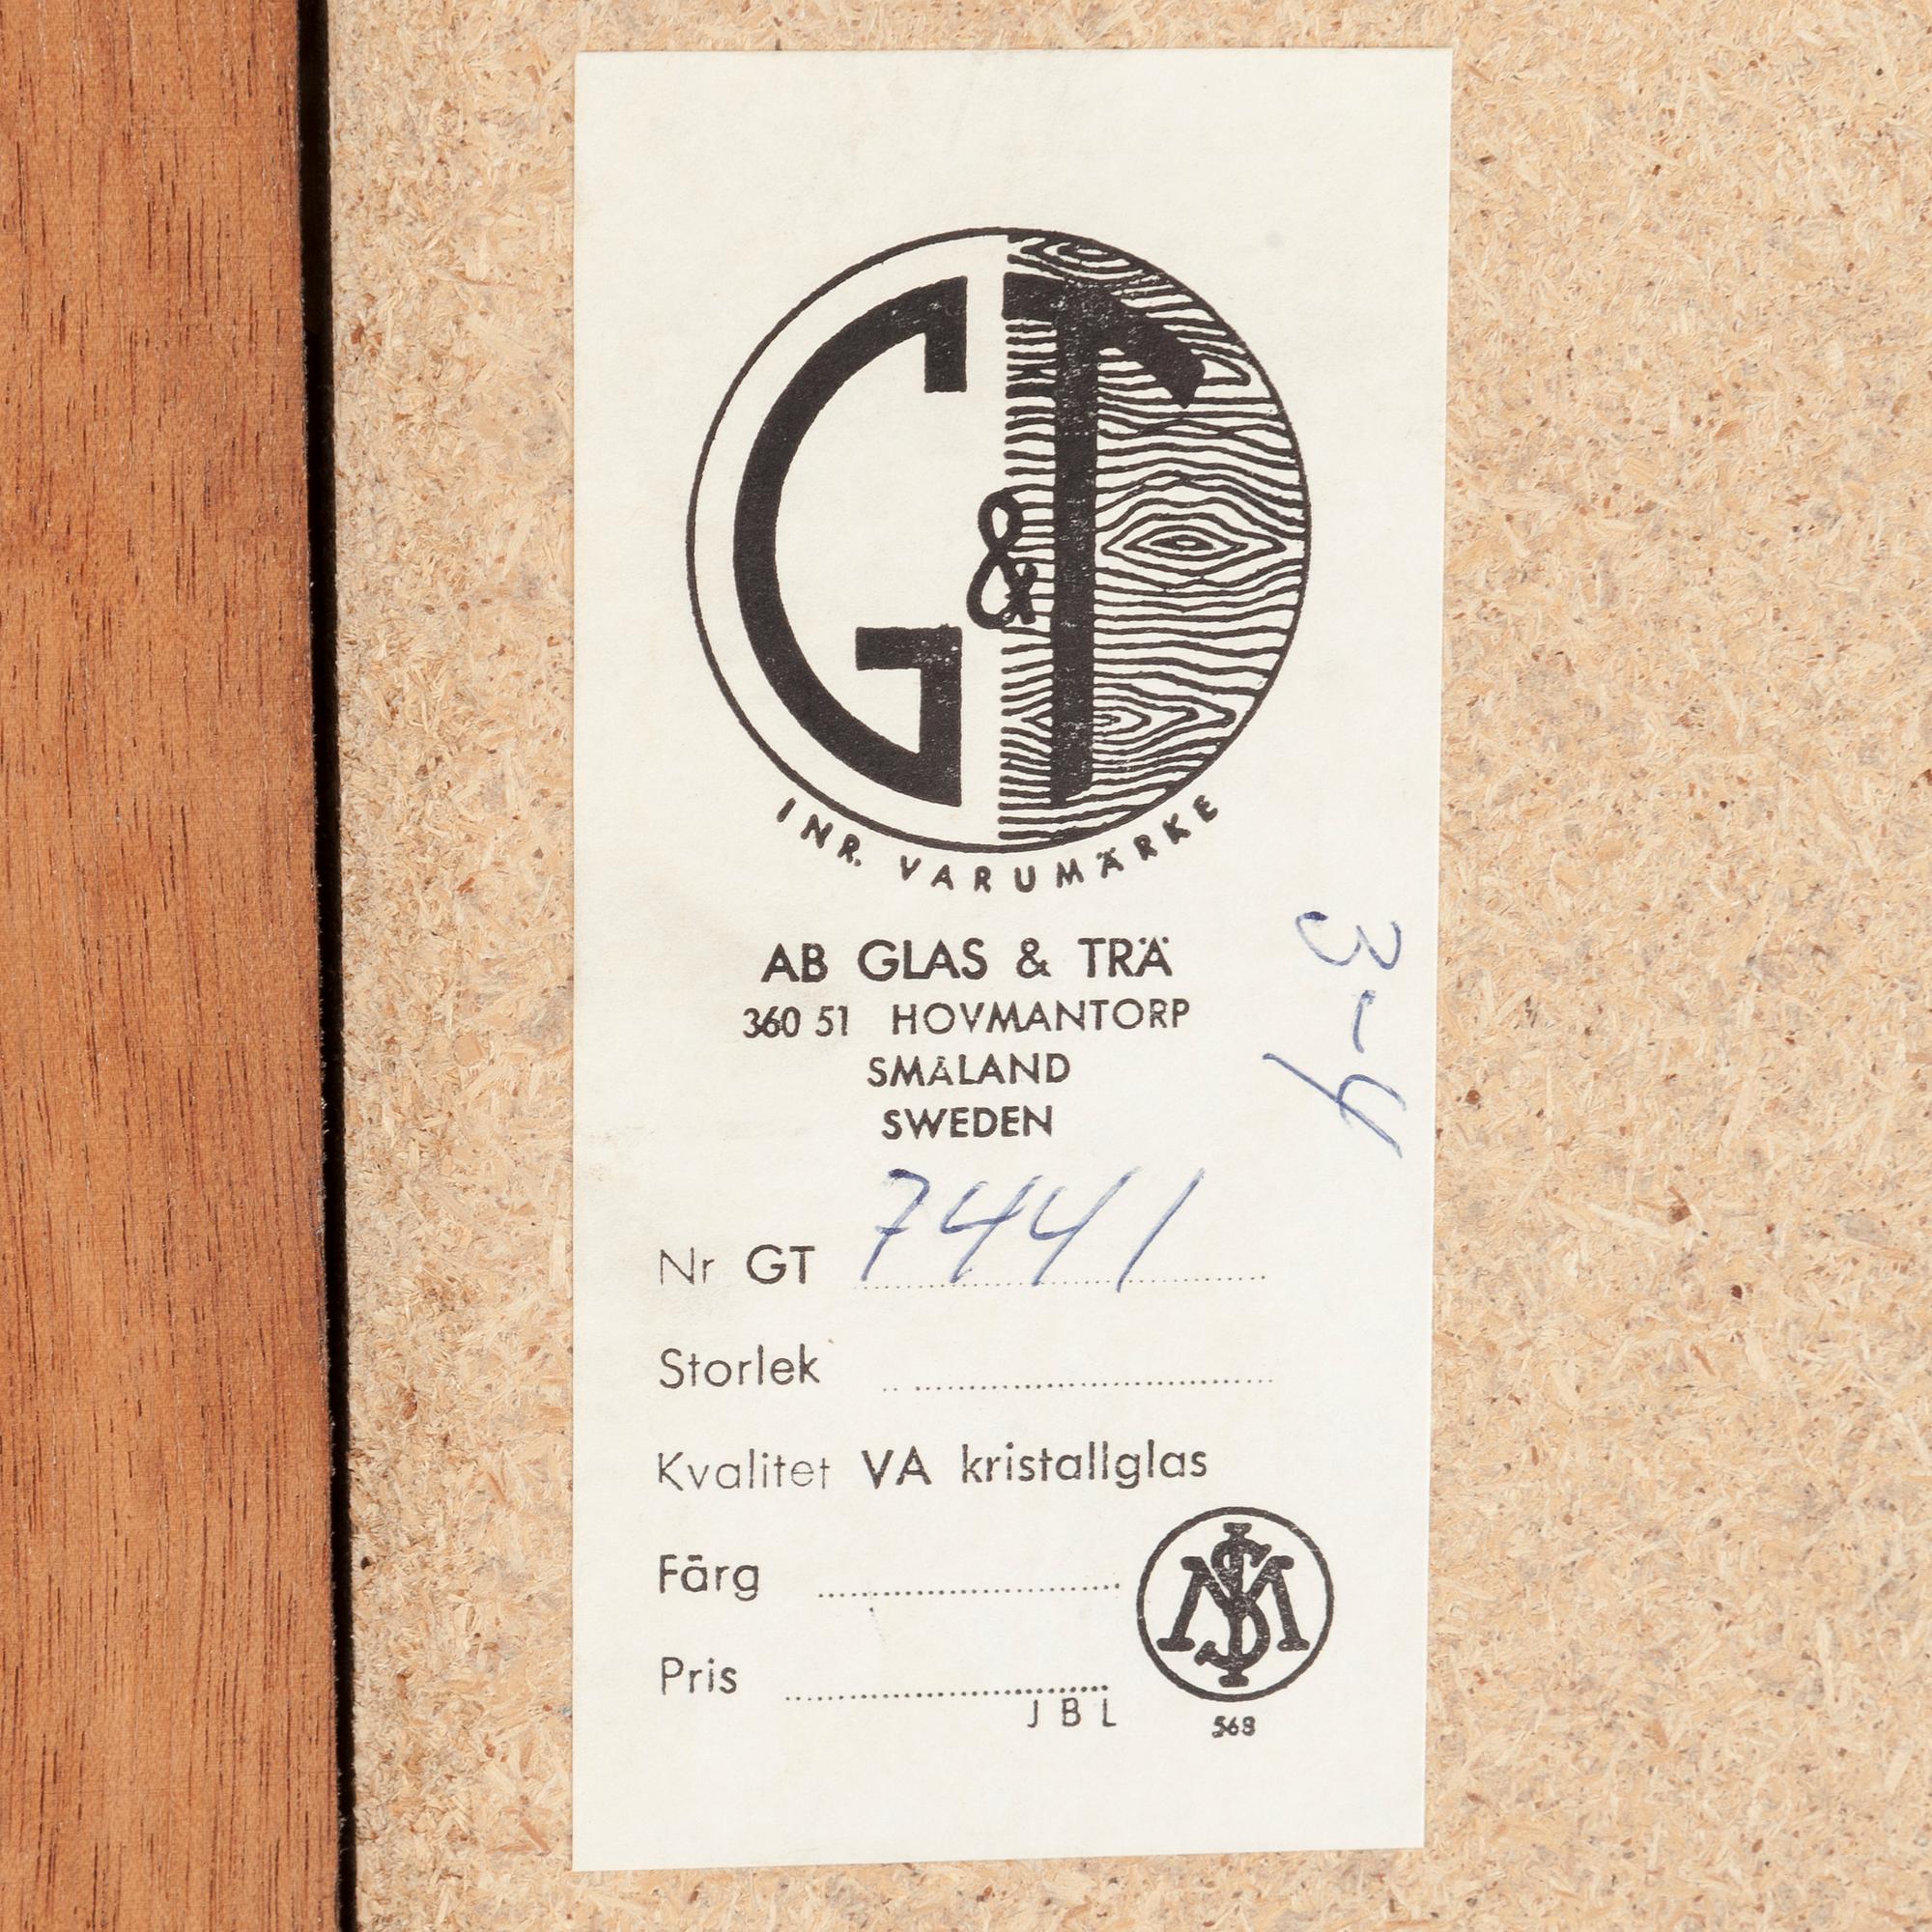 G&T
INR. VARUMÄRKE
AB GLAS & TRÄ
360 51 HOVMANTORP
SMÅLAND
SWEDEN
3-4
Nr GT 7441
Storlek
Kvalitet VA kristallglas
Färg
Pris
JBL
568